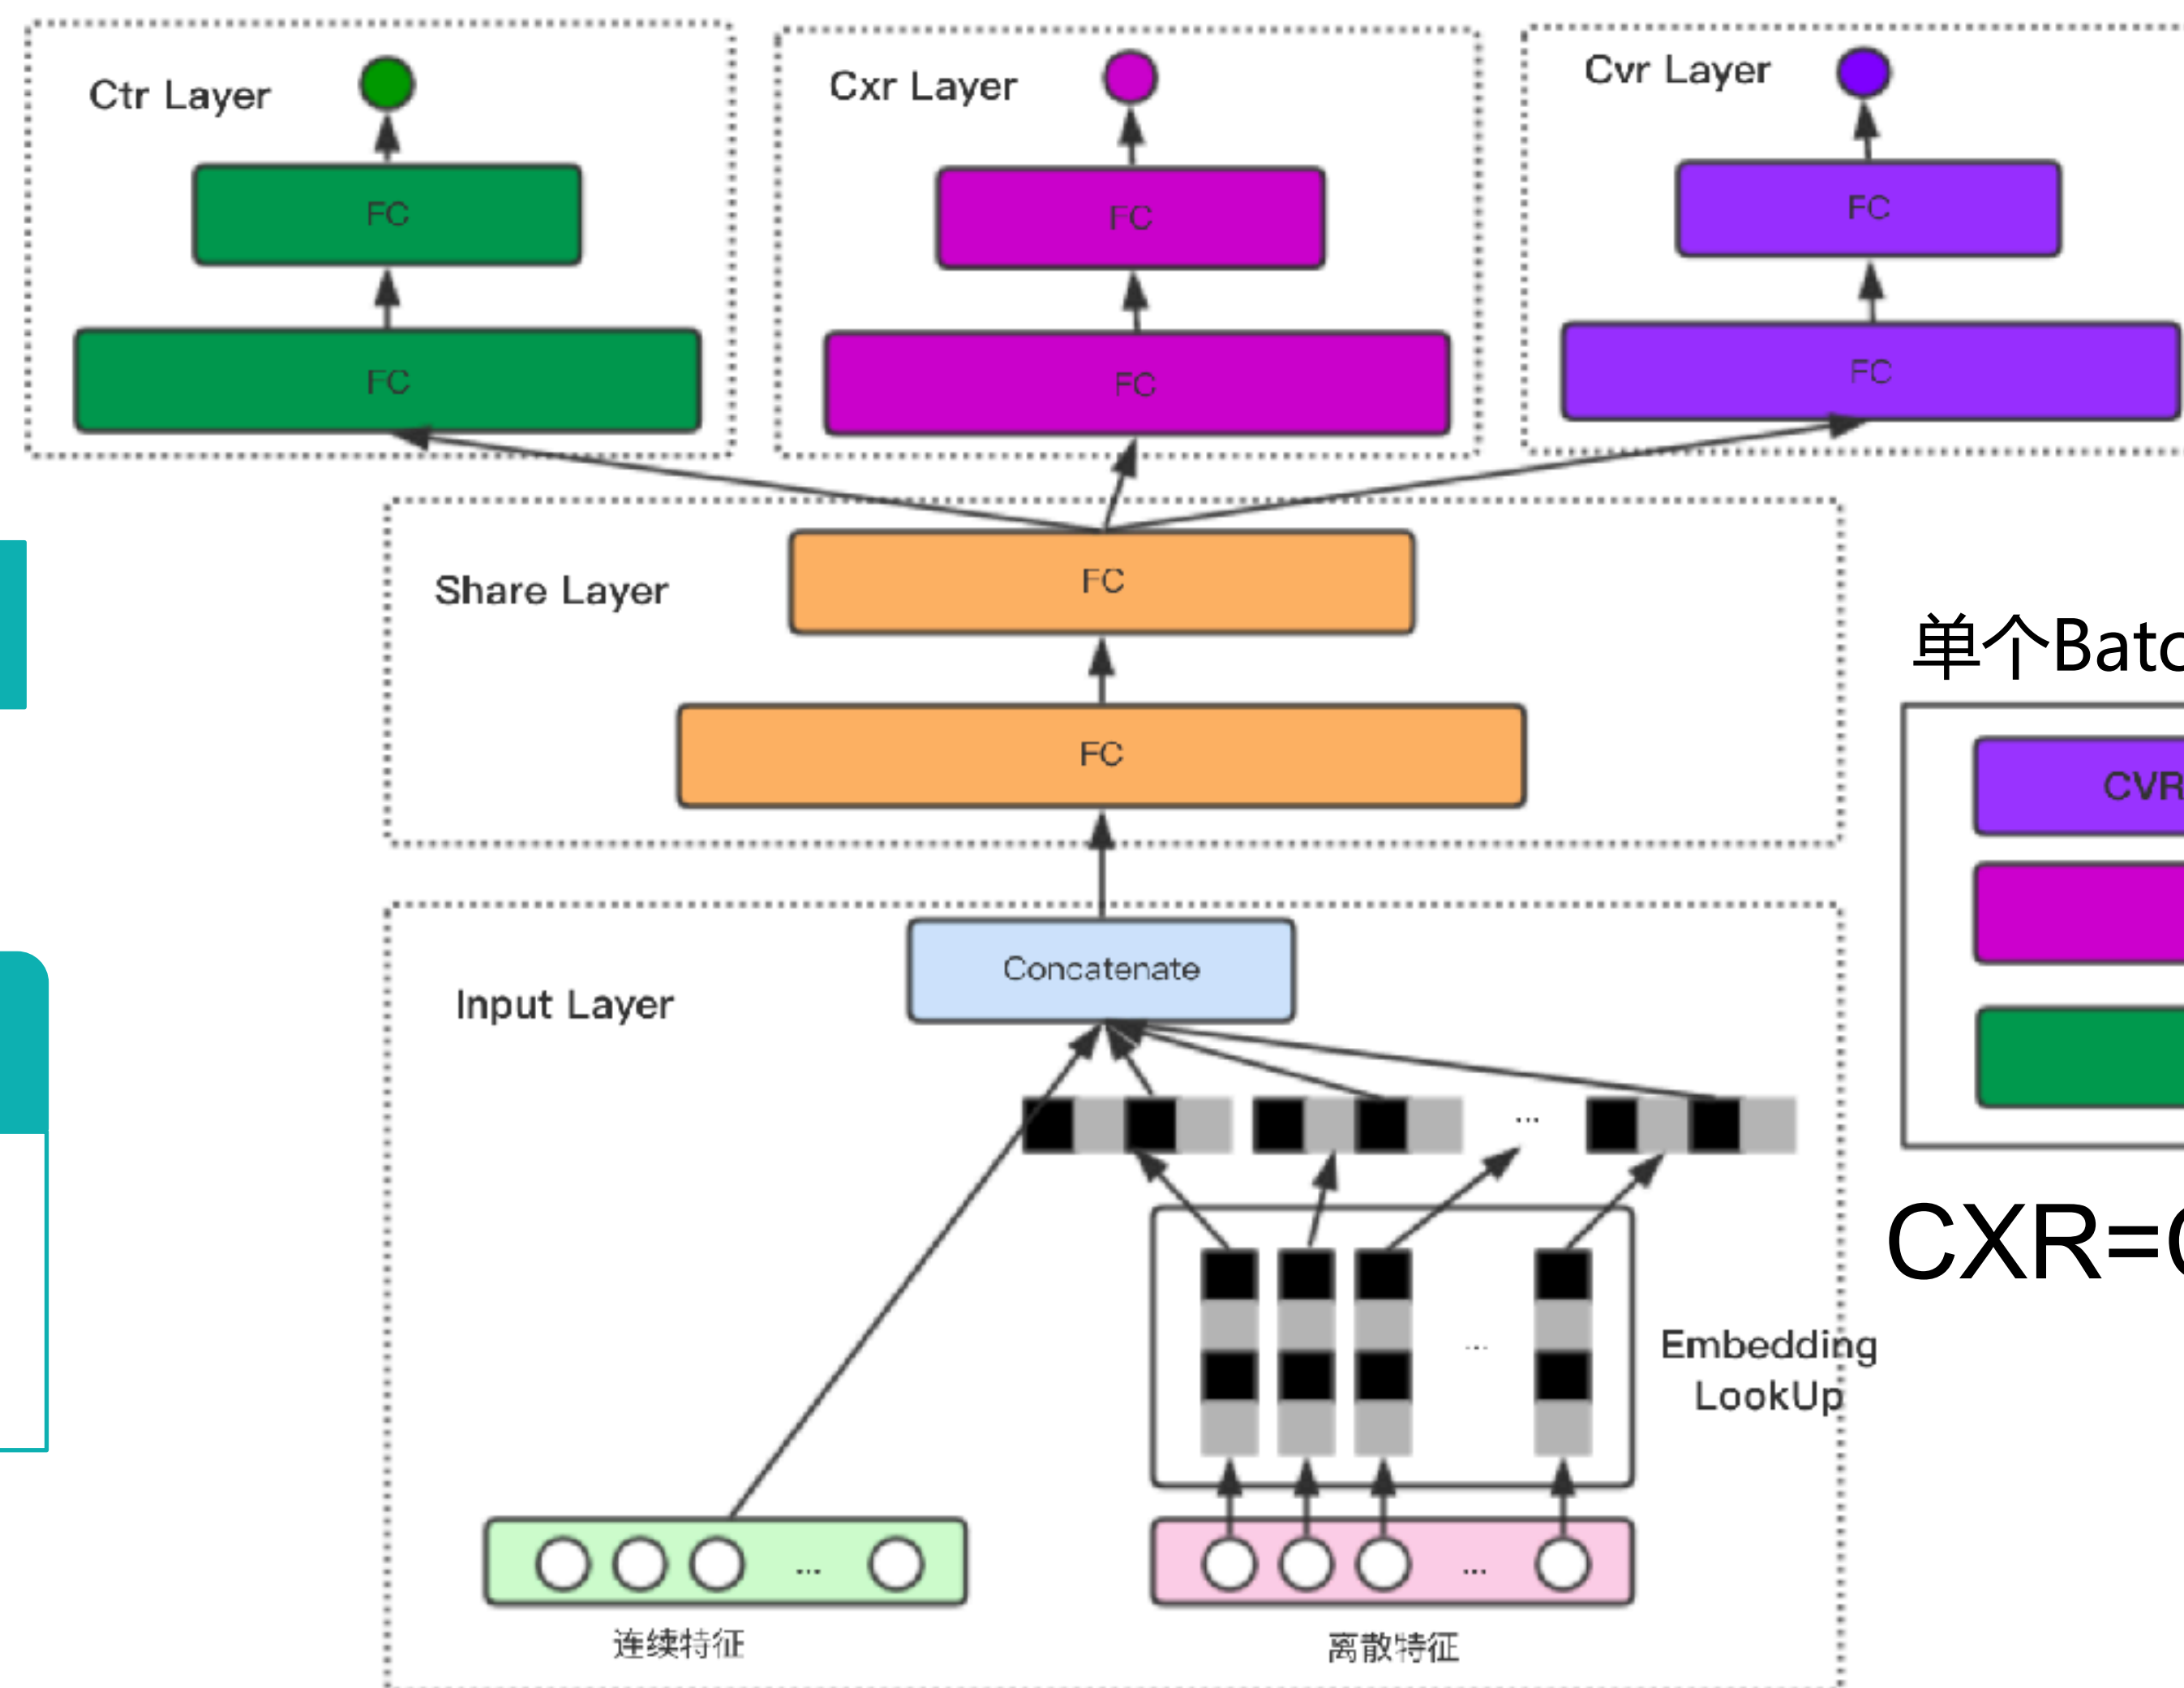 Ctr Layer
FC
FC
Cxr Layer
FC
FC
Cvr Layer
FC
FC
Share Layer
FC
FC
Input Layer
Concatenate
...
...
Embedding
LookUp
...
...
连续特征
离散特征
单个Batc
CVR
CXR=